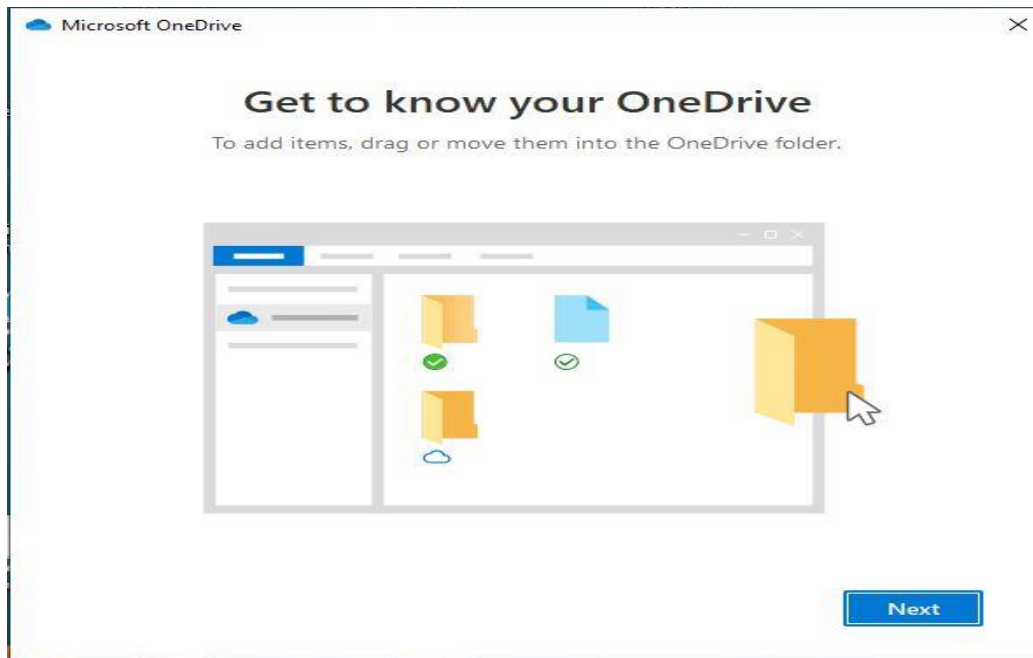 Microsoft OneDrive
Get to know your OneDrive
To add items, drag or move them into the OneDrive folder.
Next